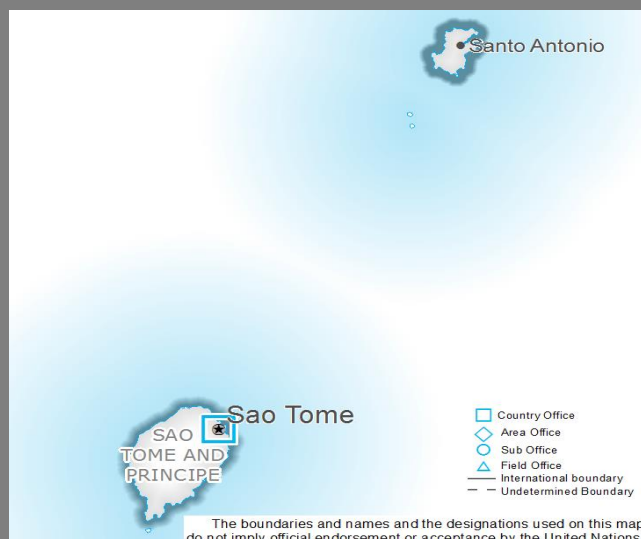 Santo Antonio
Sao Tome
SAO
TOME AND
PRINCIPE
Country Office
Area Office
Sub Office
Field Office
International boundary
Undetermined Boundary
The boundaries and names and the designations used on this map
do not imply official endorsement or acceptance by the United Nations